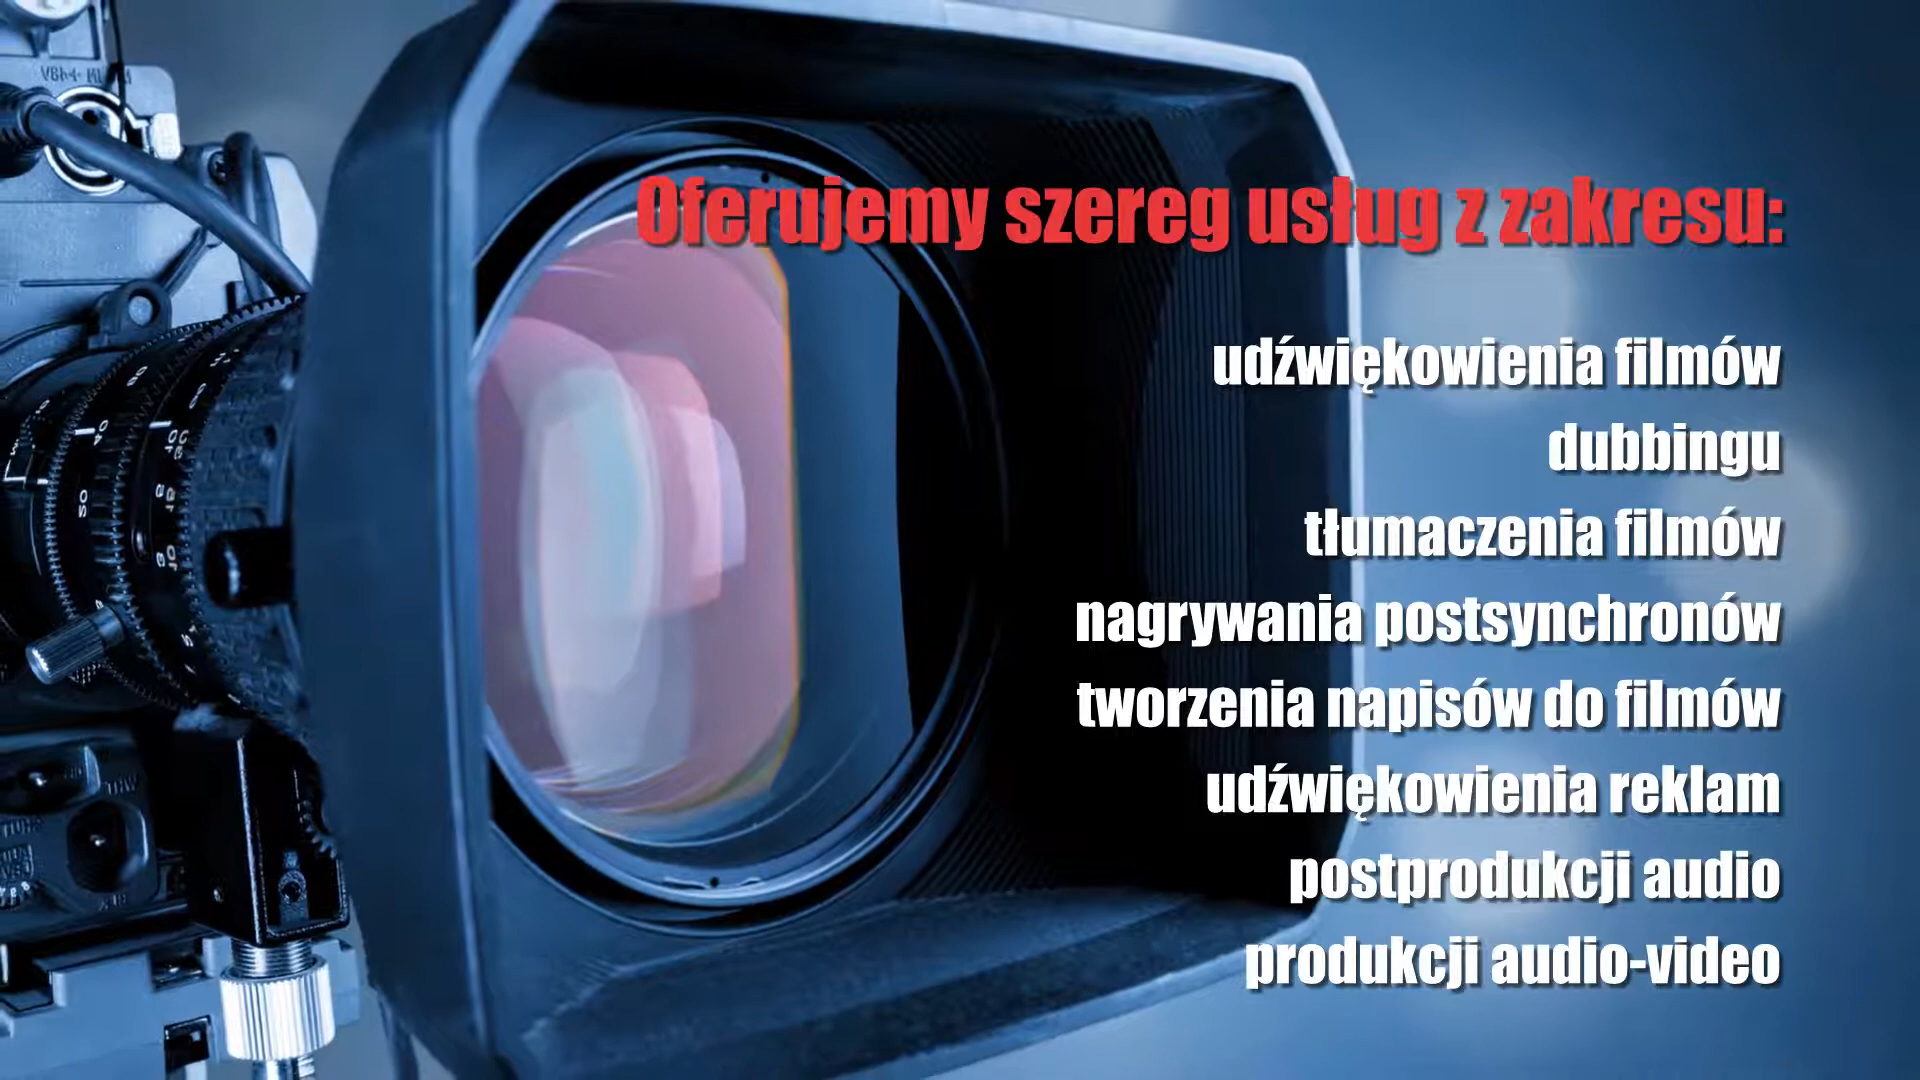 Oferujemy szereg usług z zakresu:
udźwiękowienia filmów
dubbingu
tłumaczenia filmów
nagrywania postsynchronów
tworzenia napisów do filmów
udźwiękowienia reklam
postprodukcji audio
produkcji audio-video